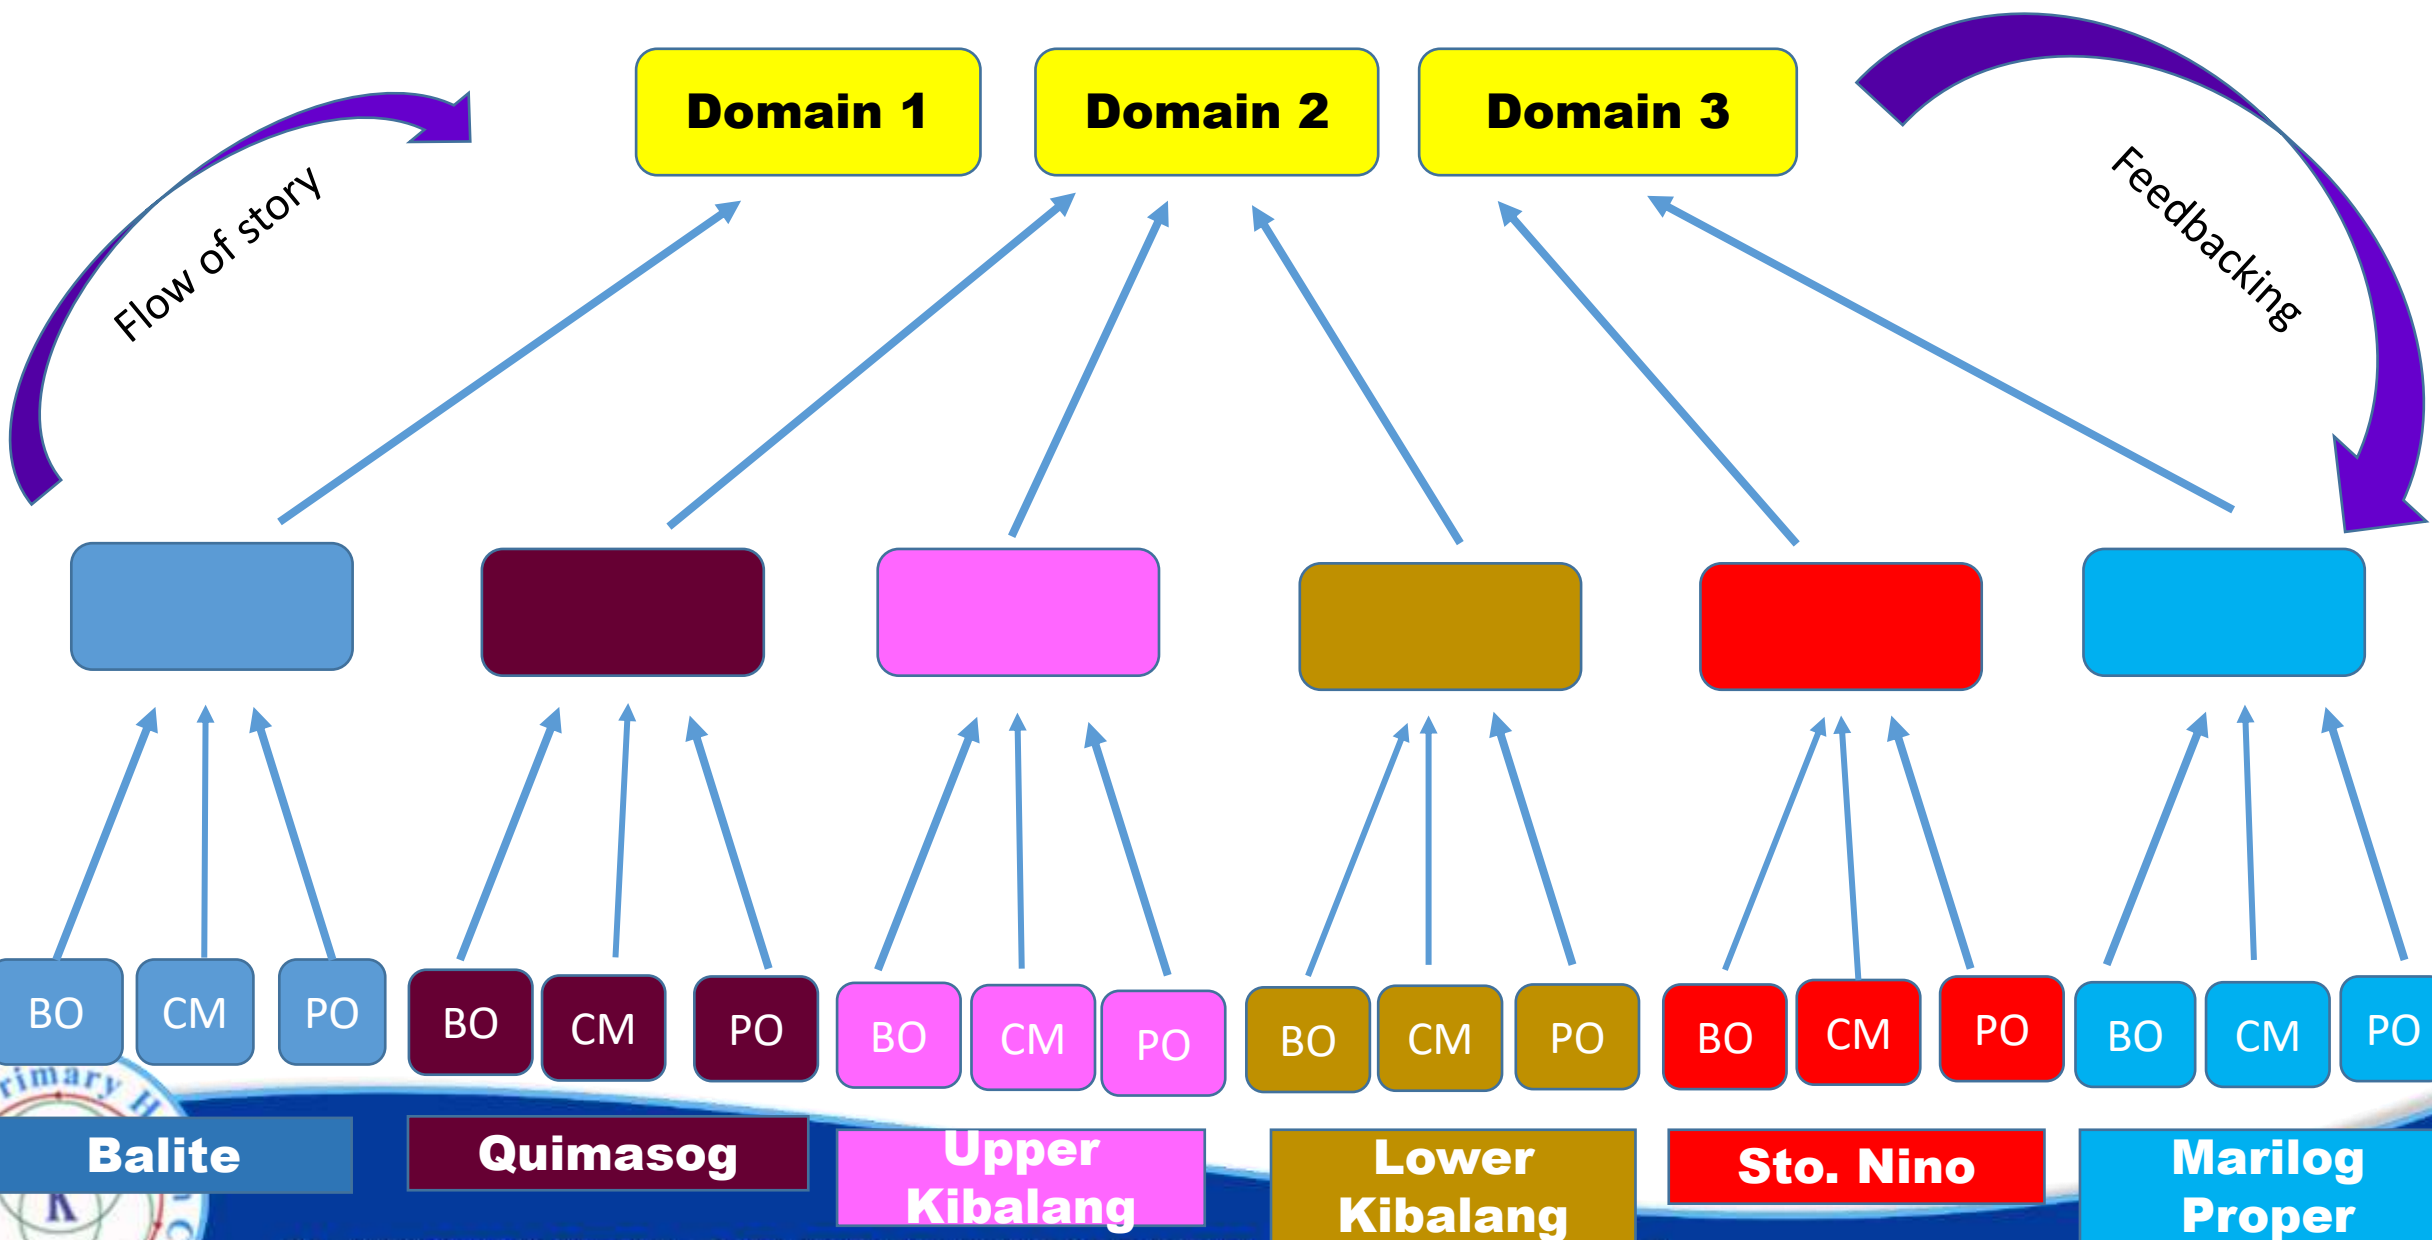 Domain 1
Domain 2
Domain 3
Flow of story
Feedbacking
BO
CM
PO
BO
CM
PO
BO
CM
PO
BO
CM
PO
BO
CM
PO
BO
CM
PO
Balite
Quimasog
Upper
Kibalang
Lower
Kibalang
Sto. Nino
Marilog
Proper